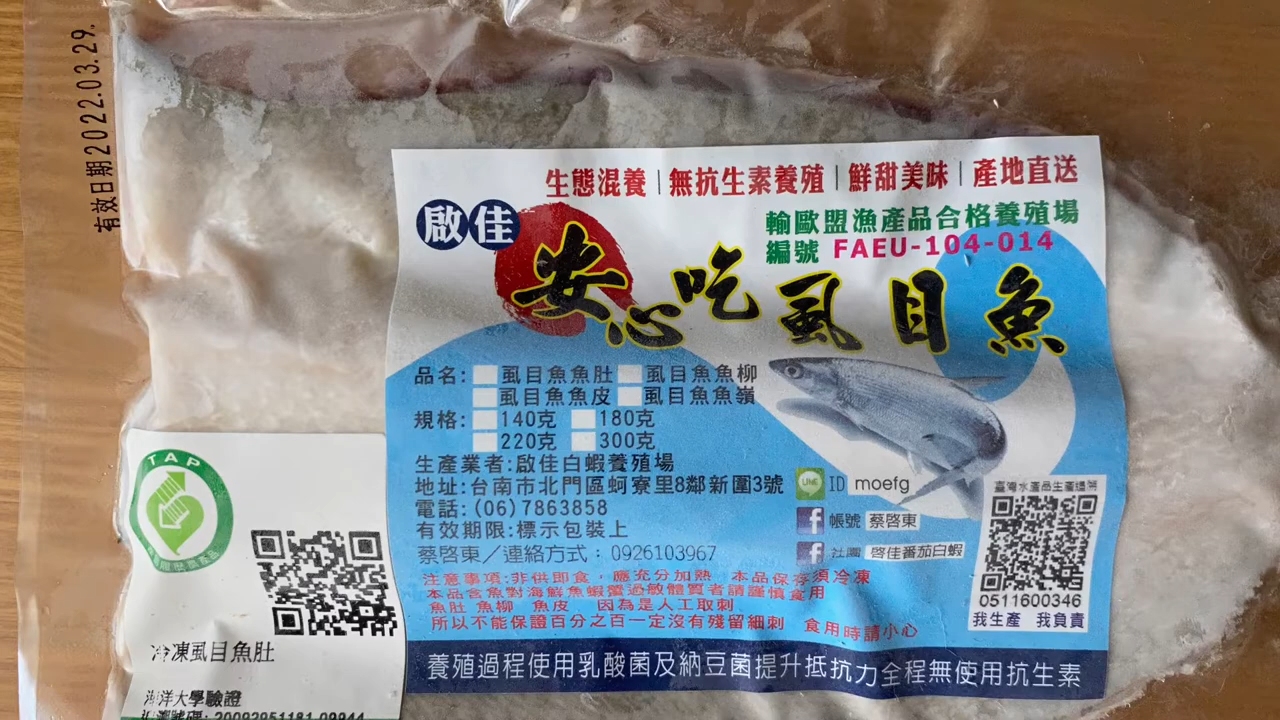 有效日期2022.03.29.
生態混養｜無抗生素養殖｜鮮甜美味｜產地直送
啟佳
輸歐盟漁產品合格養殖場
編號 FAEU-104-014
安心吃虱目魚
品名: 虱目魚魚肚 虱目魚魚柳
虱目魚魚皮 虱目魚魚嶺
規格: 140克 180克
220克 300克
生產業者:啟佳白蝦養殖場
地址:台南市北門區蚵寮里8鄰新圍3號
電話:(06)7863858
有效期限:標示包裝上
蔡啓東／連絡方式：0926103967
LINE ID moefg
f 帳號 蔡啓東
f 社團 啓佳番茄白蝦
臺灣水產品生產追溯
0511600346
我生產 我負責
注意事項:非供即食，應充分加熱 本品保存須冷凍
本品含魚對海鮮魚蝦蟹過敏體質者請謹慎食用
魚肚 魚柳 魚皮 因為是人工取刺
所以不能保證百分之百一定沒有殘留細刺 食用時請小心
養殖過程使用乳酸菌及納豆菌提升抵抗力全程無使用抗生素
TAP
冷凍虱目魚肚
海洋大學驗證